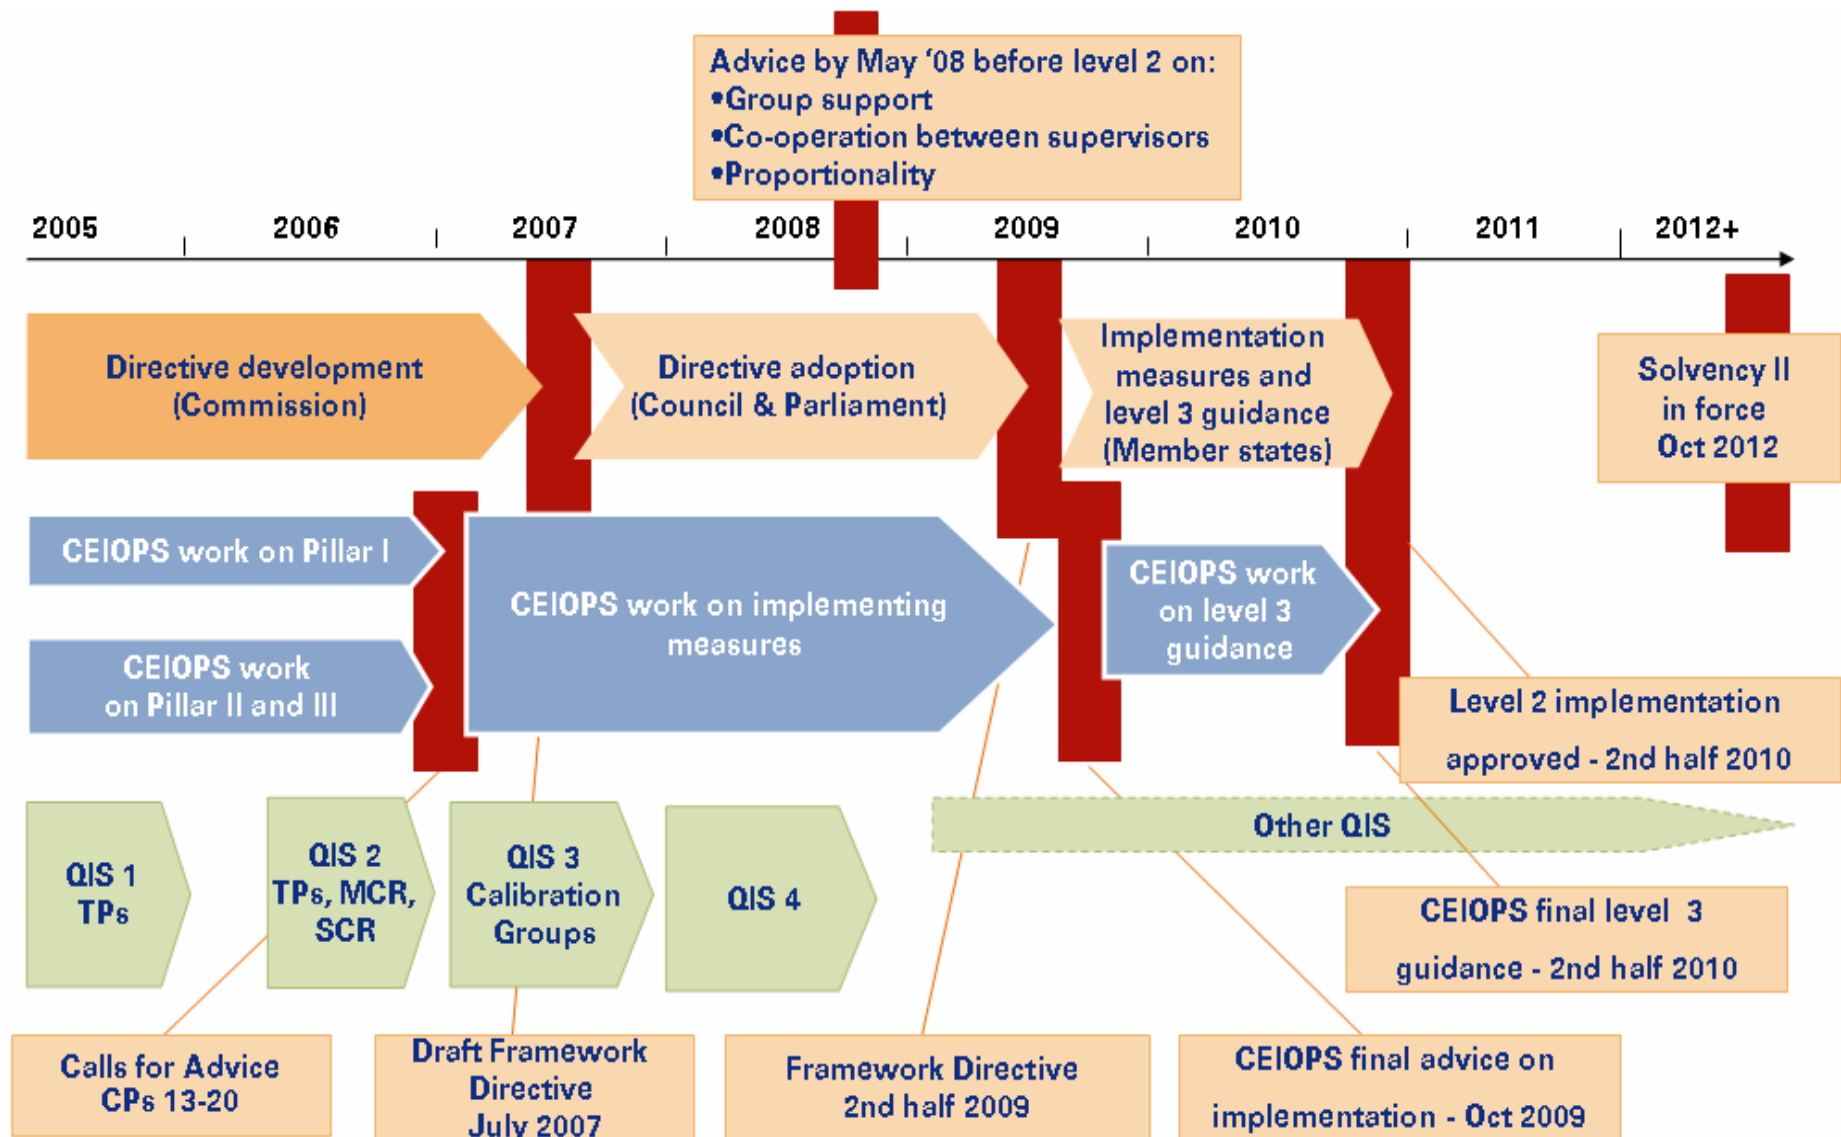 Advice by May ‘08 before level 2 on:
•Group support
•Co-operation between supervisors
•Proportionality
2005
2006
2007
2008
2009
2010
2011
2012+
Directive development
(Commission)
Directive adoption
(Council & Parliament)
Implementation
measures and
level 3 guidance
(Member states)
Solvency II
in force
Oct 2012
CEIOPS work on Pillar I
CEIOPS work
on Pillar II and III
CEIOPS work on implementing
measures
CEIOPS work
on level 3
guidance
Level 2 implementation
approved - 2nd half 2010
QIS 1
TPs
QIS 2
TPs, MCR,
SCR
QIS 3
Calibration
Groups
QIS 4
Other QIS
CEIOPS final level 3
guidance - 2nd half 2010
Calls for Advice
CPs 13-20
Draft Framework
Directive
July 2007
Framework Directive
2nd half 2009
CEIOPS final advice on
implementation - Oct 2009